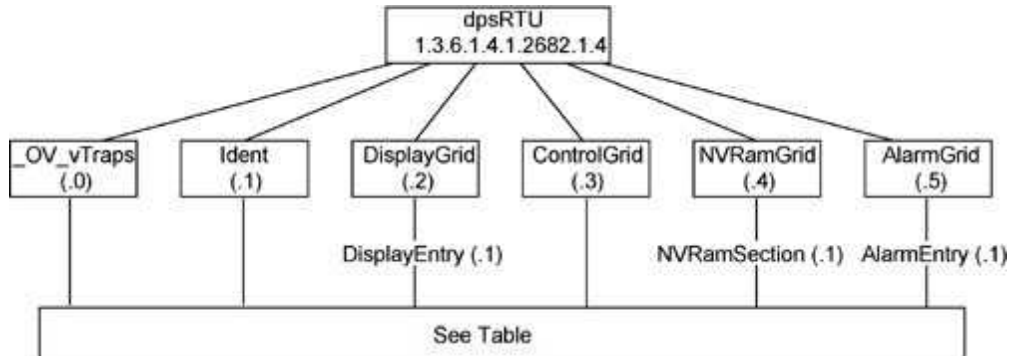 dpsRTU
1.3.6.1.4.1.2682.1.4
_OV_vTraps
(.0)
Ident
(.1)
DisplayGrid
(.2)
ControlGrid
(.3)
NVRamGrid
(.4)
AlarmGrid
(.5)
DisplayEntry (.1)
NVRamSection (.1)
AlarmEntry (.1)
See Table